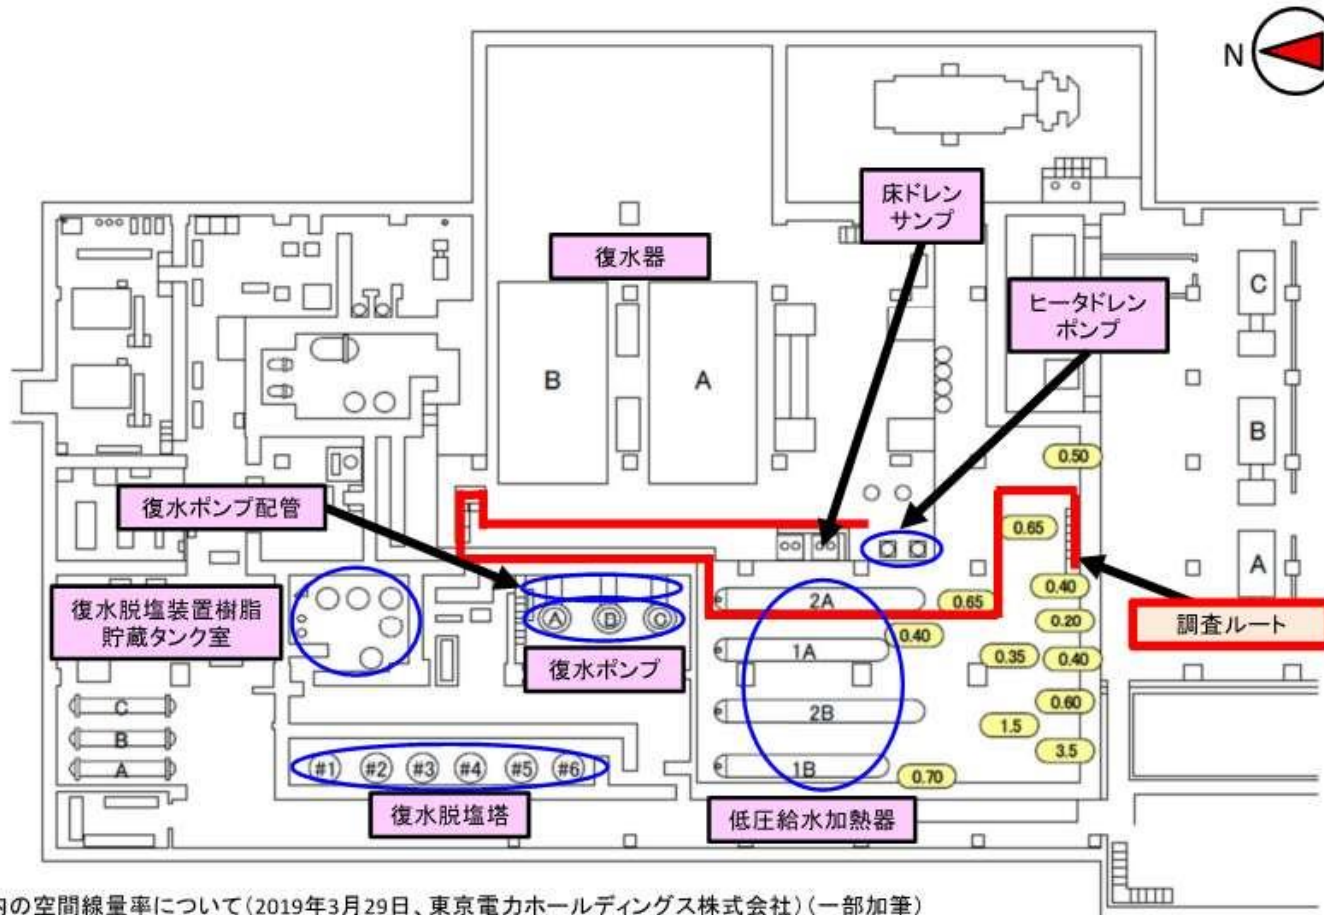 N
床ドレン
サンプ
復水器
ヒータドレン
ポンプ
C
B
A
B
A
0.50
復水ポンプ配管
0.65
0.40
復水脱塩装置樹脂
貯蔵タンク室
A
B
C
2A
0.65
0.20
調査ルート
0.40
1A
0.35
0.40
復水ポンプ
0.60
C
2B
1.5
B
3.5
A
#1
#2
#3
#4
#5
#6
1B
0.70
復水脱塩塔
低圧給水加熱器
内の空間線量率について(2019年3月29日、東京電力ホールディングス株式会社)(一部加筆)